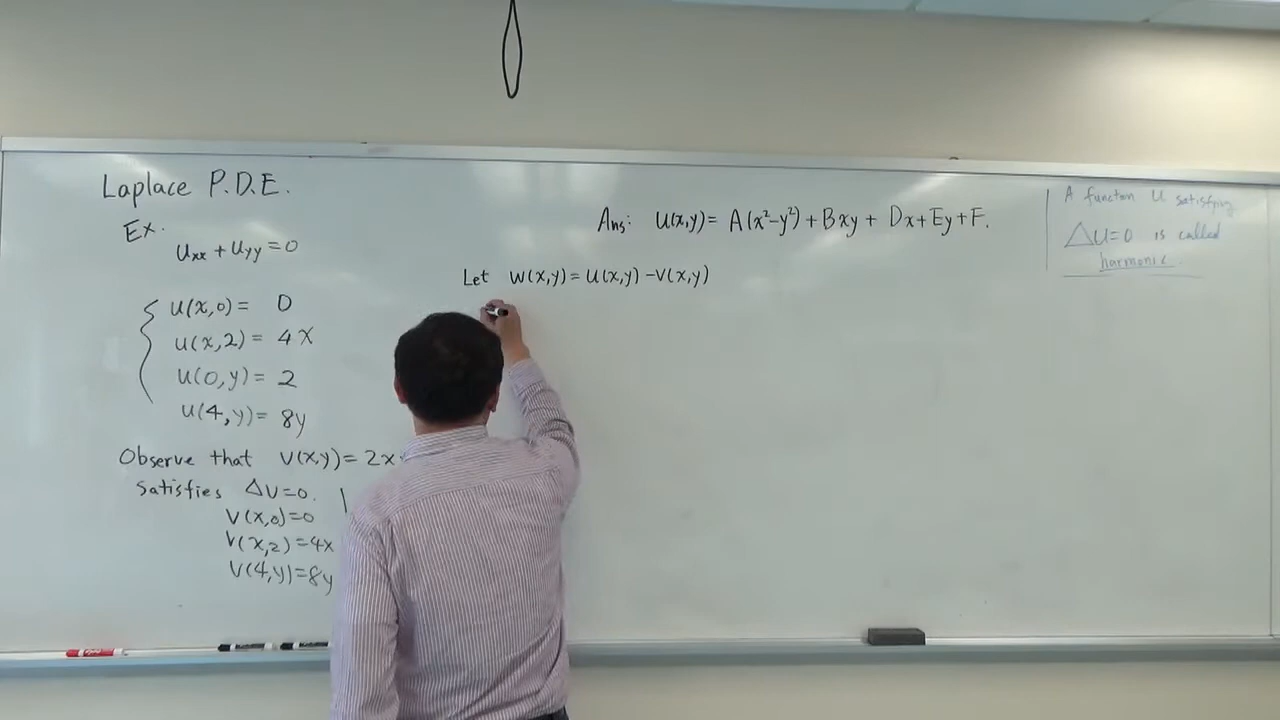 Laplace P.D.E.
Ex.
Uxx + Uyy = 0
U(x,0) = 0
U(x,2) = 4x
U(0,y) = 2
U(4,y) = 8y
Observe that V(x,y) = 2x
satisfies ΔV=0.
V(x,0)=0
V(x,2)=4x
V(4,y)=8y
Ans: U(x,y) = A(x²-y²) + Bxy + Dx+Ey+F.
Let W(x,y) = U(x,y) - V(x,y)
A functon U satisfying
ΔU=0 is called
harmonic.